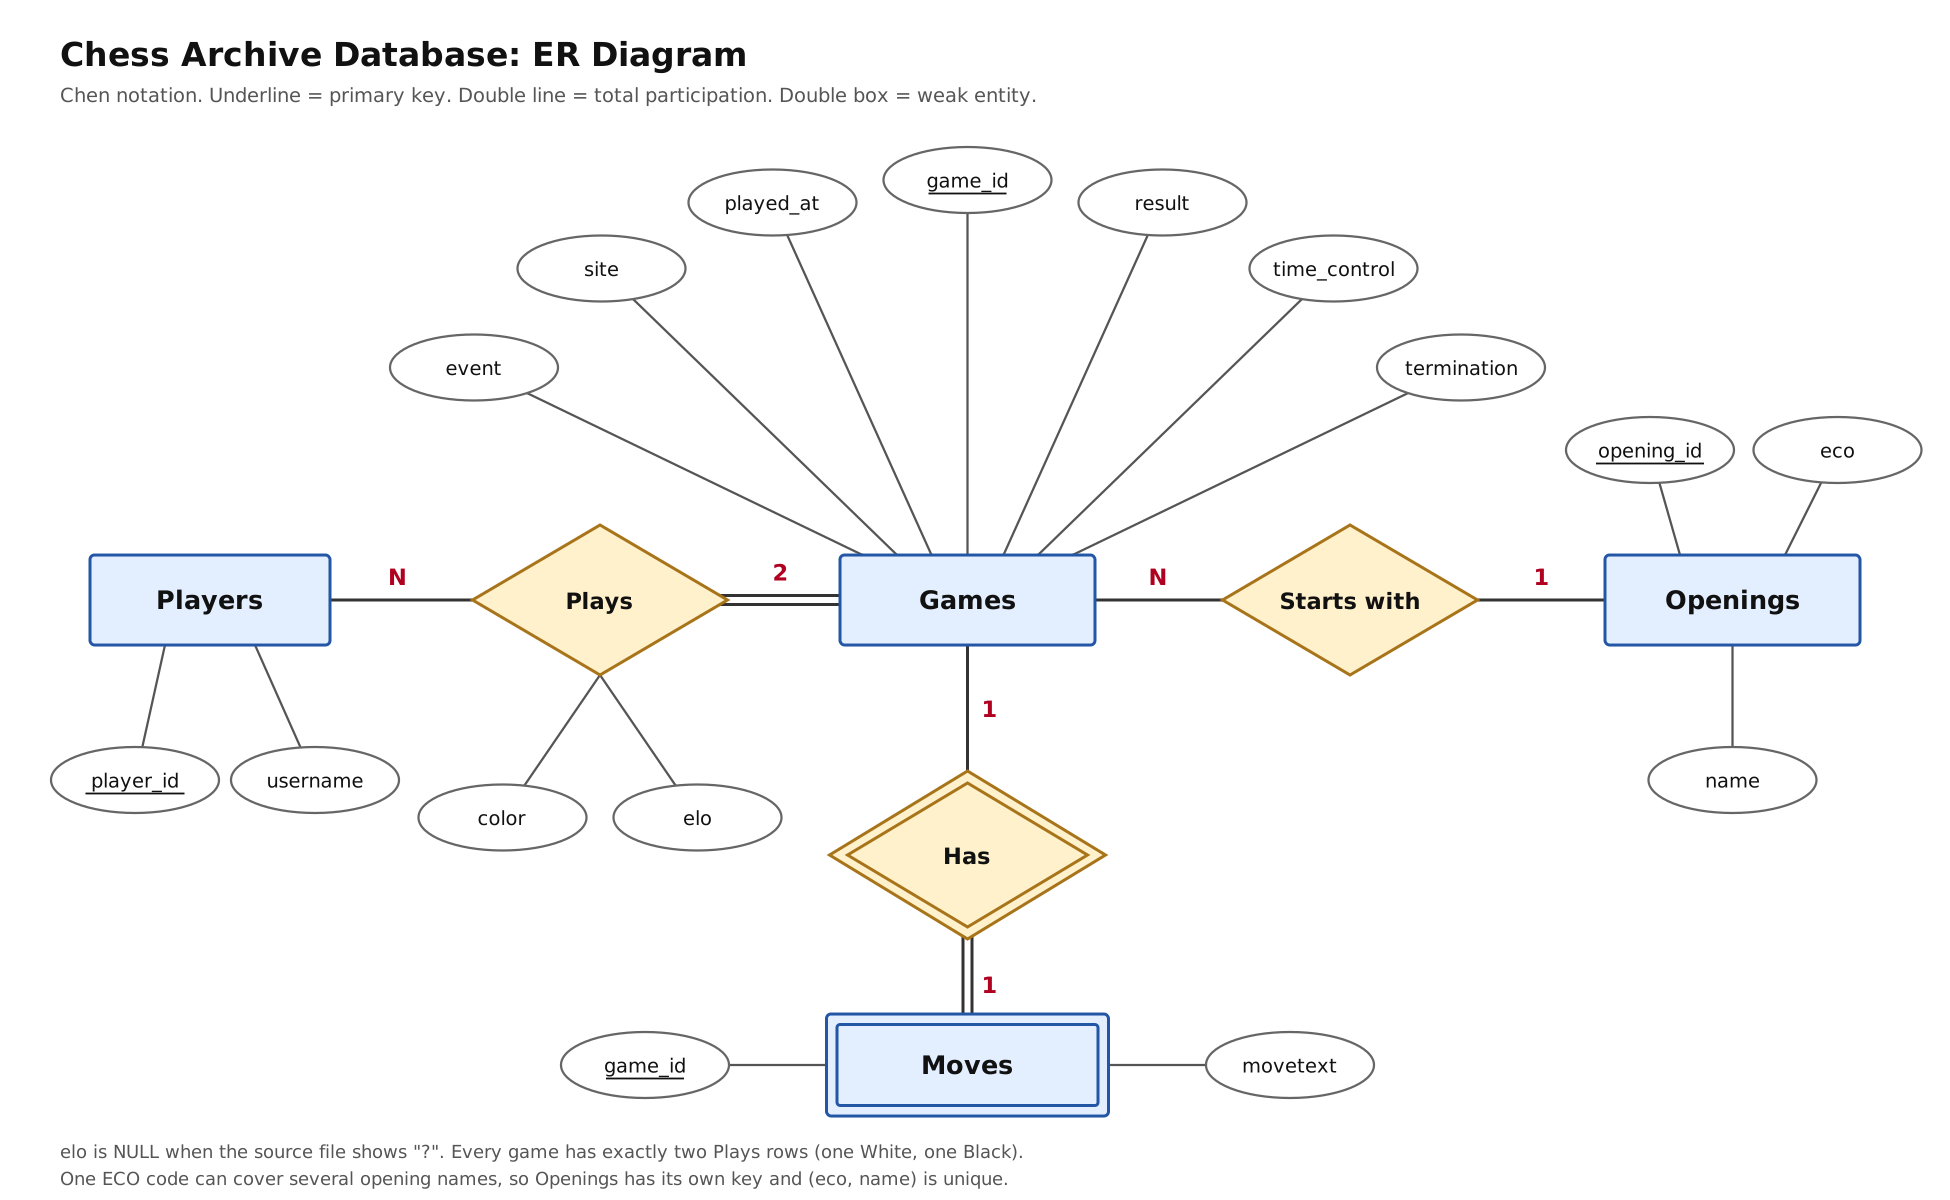 Chess Archive Database: ER Diagram
Chen notation. Underline = primary key. Double line = total participation. Double box = weak entity.
game_id
played_at
result
site
time_control
event
termination
opening_id
eco
Players
N
Plays
2
Games
N
Starts with
1
Openings
1
player_id
username
color
elo
name
Has
1
game_id
Moves
movetext
elo is NULL when the source file shows "?". Every game has exactly two Plays rows (one White, one Black).
One ECO code can cover several opening names, so Openings has its own key and (eco, name) is unique.